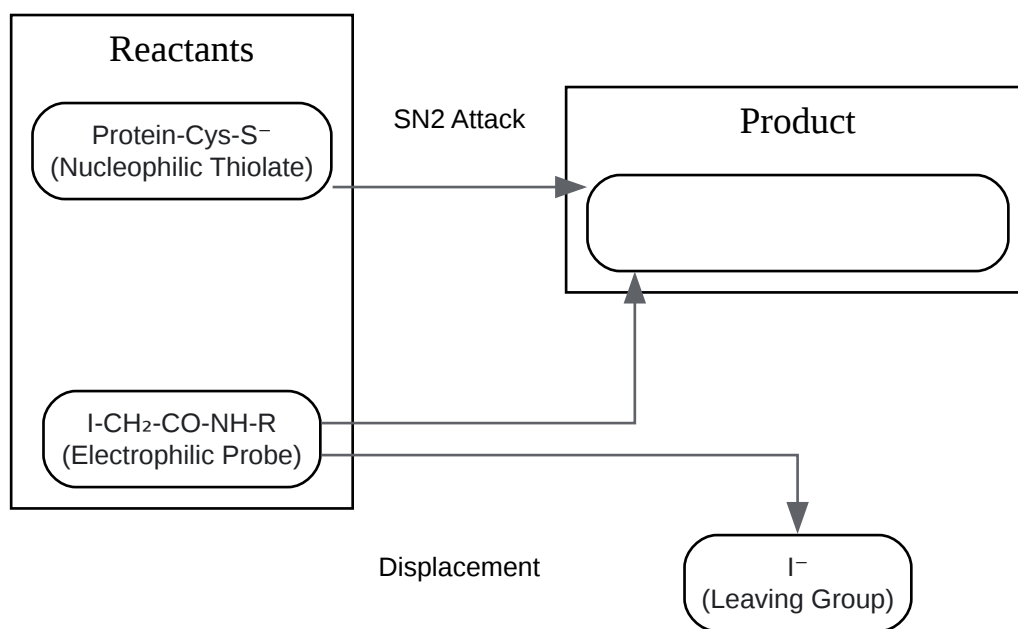 Reactants
Protein-Cys-S⁻
(Nucleophilic Thiolate)
SN2 Attack
Product
I-CH₂-CO-NH-R
(Electrophilic Probe)
Displacement
I⁻
(Leaving Group)